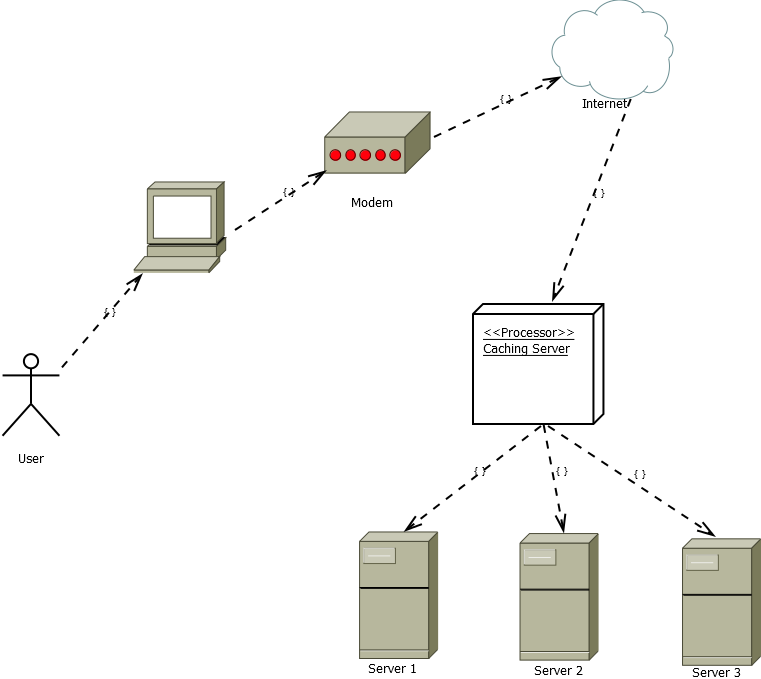 Internet
{ }
{ }
{ }
Modem
{ }
<<Processor>>
Caching Server
User
{ }
{ }
{ }
Server 1
Server 2
Server 3